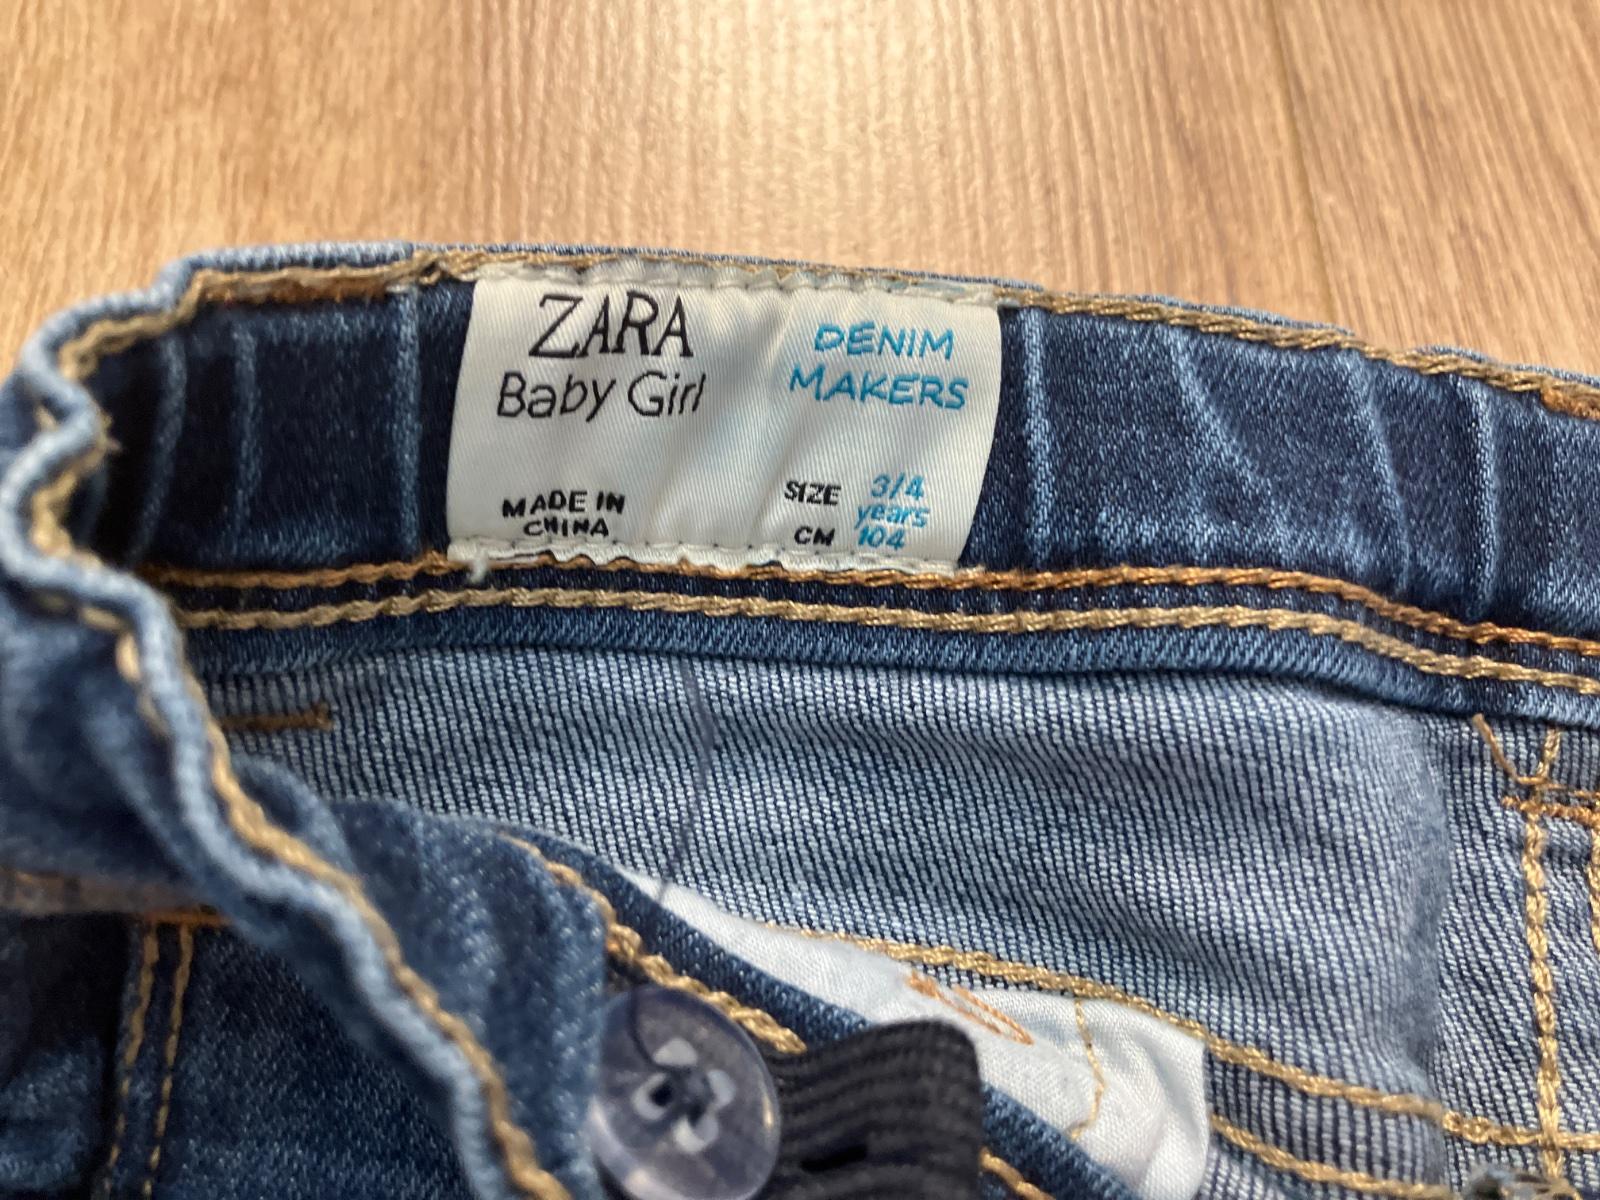 ZARA
Baby Girl
DENIM
MAKERS
MADE IN
CHINA
SIZE 3/4
years
CM 104